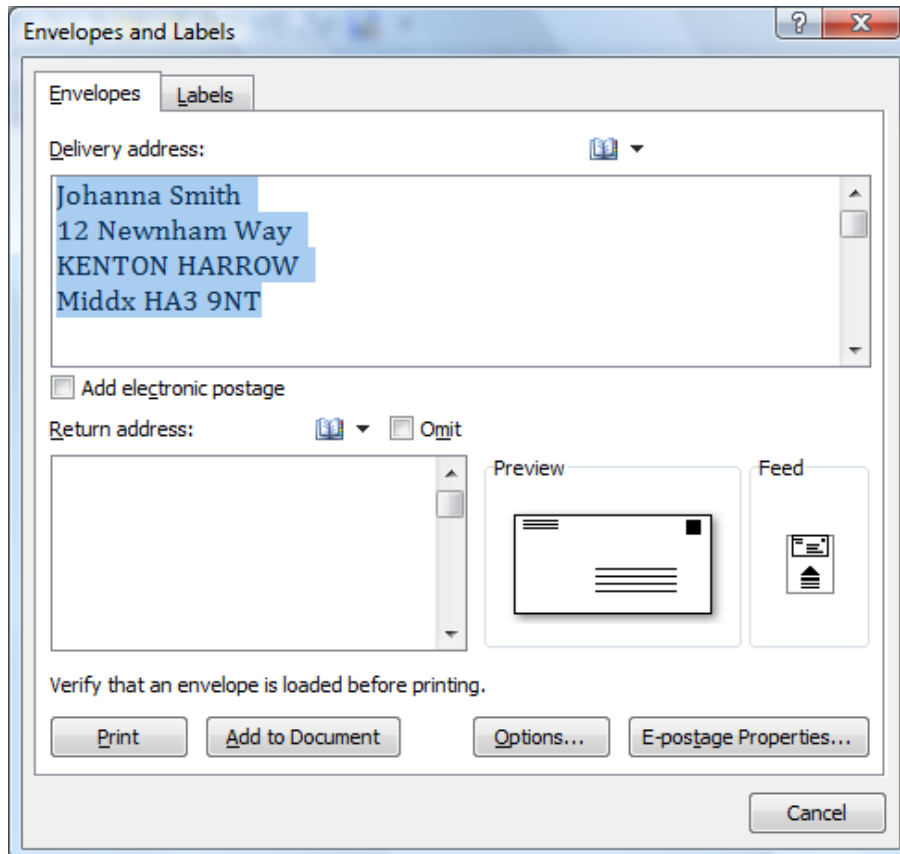 Envelopes and Labels
Envelopes Labels
Delivery address:
Johanna Smith
12 Newnham Way
KENTON HARROW
Middx HA3 9NT
Add electronic postage
Return address: Omit
Preview Feed
Verify that an envelope is loaded before printing.
Print Add to Document Options... E-postage Properties...
Cancel